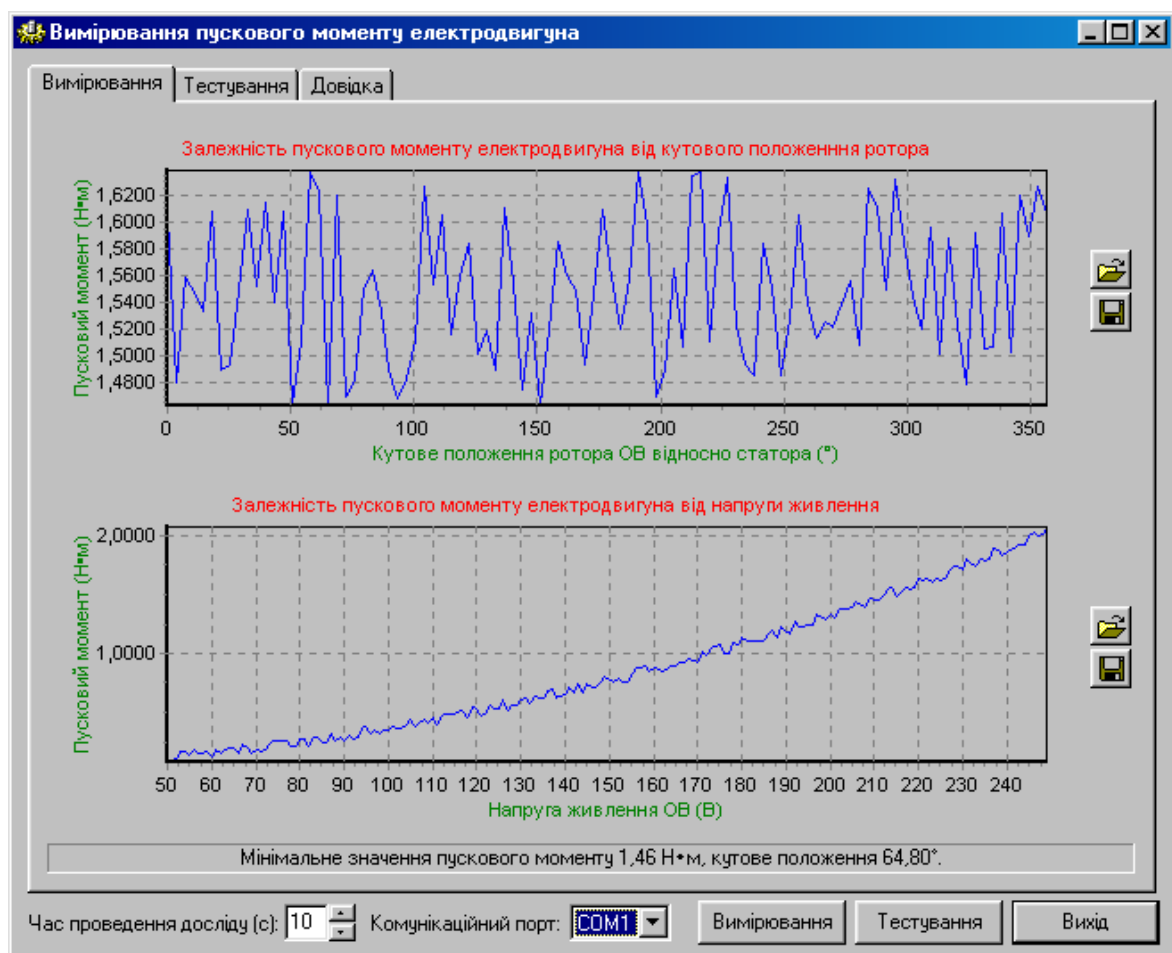 Вимірювання пускового моменту електродвигуна
Вимірювання Тестування Довідка
Залежність пускового моменту електродвигуна від кутового положенння ротора
Пусковий момент (Н•м)
1,6200
1,6000
1,5800
1,5600
1,5400
1,5200
1,5000
1,4800
0 50 100 150 200 250 300 350
Кутове положення ротора ОВ відносно статора (°)
Залежність пускового моменту електродвигуна від напруги живлення
Пусковий момент (Н•м)
2,0000
1,0000
50 60 70 80 90 100 110 120 130 140 150 160 170 180 190 200 210 220 230 240
Напруга живлення ОВ (В)
Мінімальне значення пускового моменту 1,46 Н•м, кутове положення 64,80°.
Час проведення досліду (с): 10 Комунікаційний порт: COM1 Вимірювання Тестування Вихід